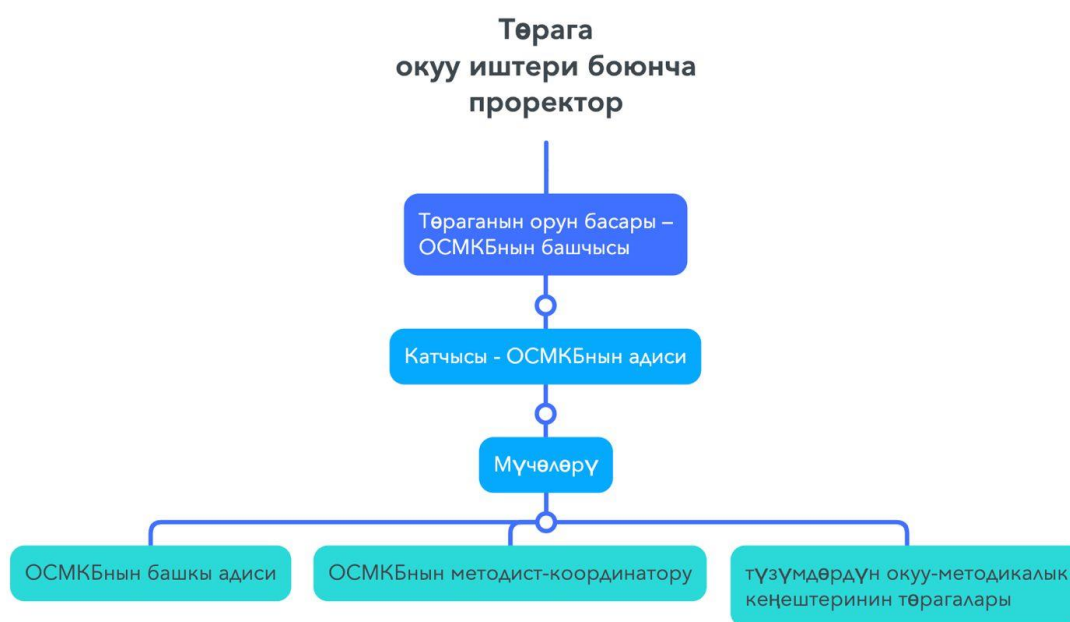 Төрага
окуу иштери боюнча
проректор
Төраганын орун басары –
ОСМКБнын башчысы
Катчысы - ОСМКБнын адиси
Мүчөлөрү
ОСМКБнын башкы адиси
ОСМКБнын методист-координатору
түзүмдөрдүн окуу-методикалык
кеңештеринин төрагалары